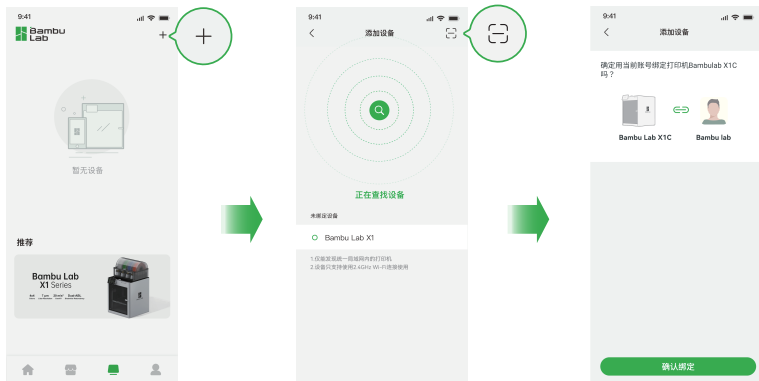 9:41
Bambu
Lab
暂无设备
推荐
Bambu Lab
X1 Series
9:41
添加设备
正在查找设备
未绑定设备
Bambu Lab X1
1.仅能发现统一局域网内的打印机
2.设备只支持使用2.4GHz Wi-Fi连接使用
9:41
添加设备
确定用当前账号绑定打印机Bambulab X1C
吗？
Bambu Lab X1C
Bambu lab
确认绑定